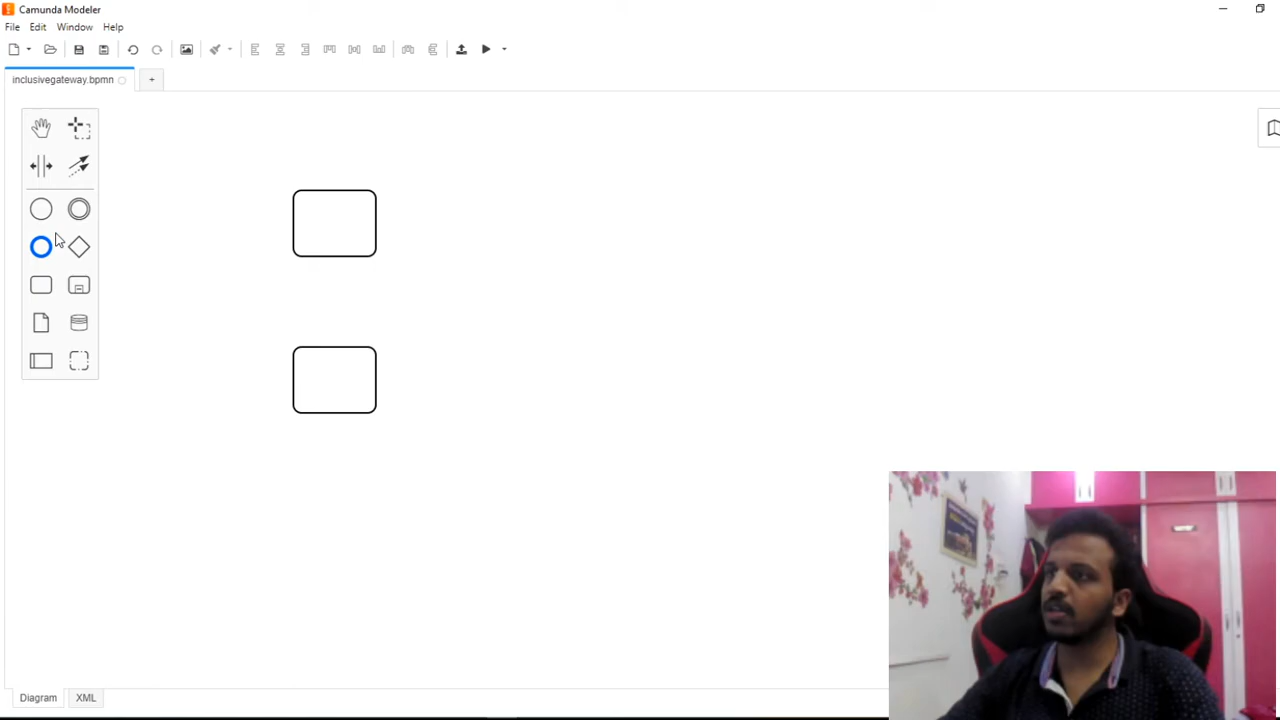 Camunda Modeler
File Edit Window Help
inclusivegateway.bpmn
Diagram XML